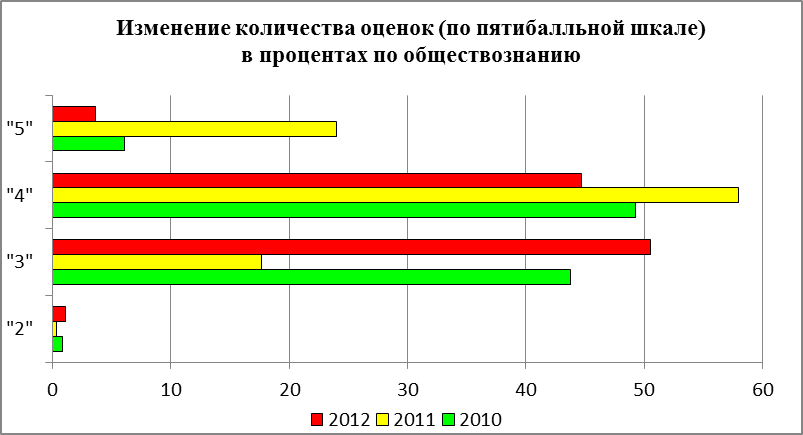 Изменение количества оценок (по пятибалльной шкале)
в процентах по обществознанию
"5"
"4"
"3"
"2"
0 10 20 30 40 50 60
2012 2011 2010